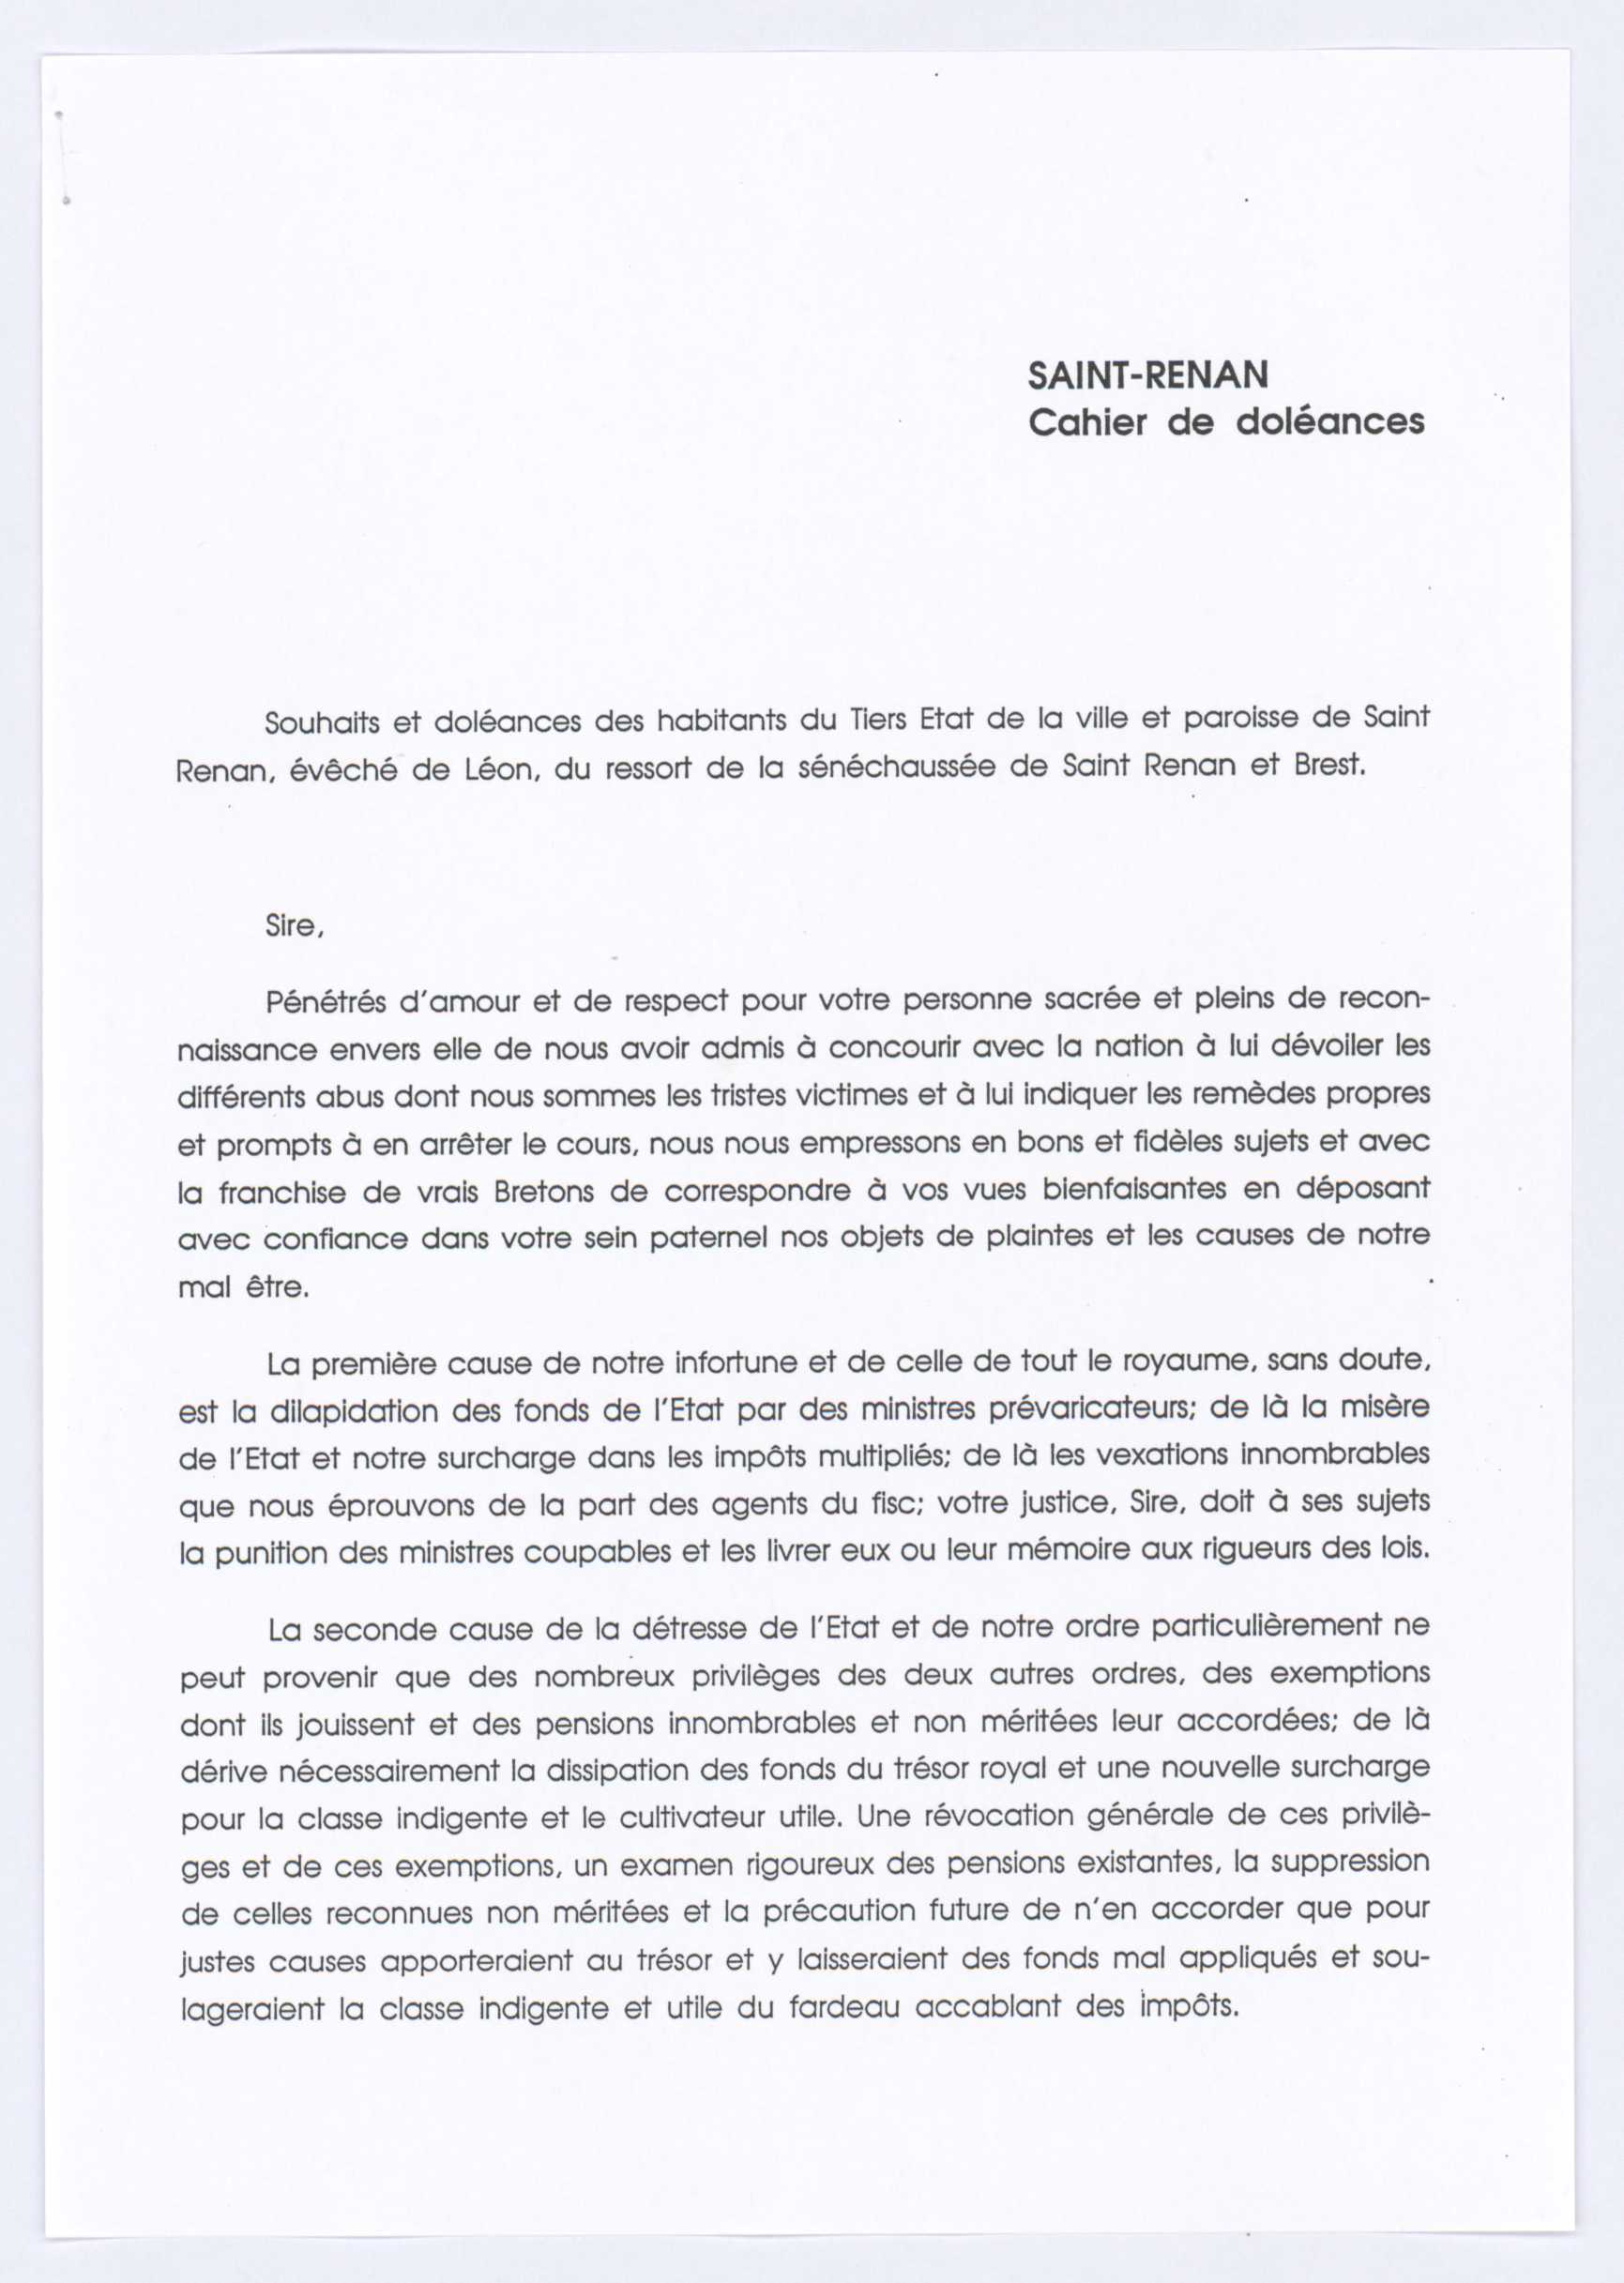 SAINT-RENAN
Cahier de doléances
Souhaits et doléances des habitants du Tiers Etat de la ville et paroisse de Saint
Renan, évêché de Léon, du ressort de la sénéchaussée de Saint Renan et Brest.
Sire,
Pénétrés d'amour et de respect pour votre personne sacrée et pleins de recon-
naissance envers elle de nous avoir admis à concourir avec la nation à lui dévoiler les
différents abus dont nous sommes les tristes victimes et à lui indiquer les remèdes propres
et prompts à en arrêter le cours, nous nous empressons en bons et fidèles sujets et avec
la franchise de vrais Bretons de correspondre à vos vues bienfaisantes en déposant
avec confiance dans votre sein paternel nos objets de plaintes et les causes de notre
mal être.
La première cause de notre infortune et de celle de tout le royaume, sans doute,
est la dilapidation des fonds de l'Etat par des ministres prévaricateurs; de là la misère
de l'Etat et notre surcharge dans les impôts multipliés; de là les vexations innombrables
que nous éprouvons de la part des agents du fisc; votre justice, Sire, doit à ses sujets
la punition des ministres coupables et les livrer eux ou leur mémoire aux rigueurs des lois.
La seconde cause de la détresse de l'Etat et de notre ordre particulièrement ne
peut provenir que des nombreux privilèges des deux autres ordres, des exemptions
dont ils jouissent et des pensions innombrables et non méritées leur accordées; de là
dérive nécessairement la dissipation des fonds du trésor royal et une nouvelle surcharge
pour la classe indigente et le cultivateur utile. Une révocation générale de ces privilè-
ges et de ces exemptions, un examen rigoureux des pensions existantes, la suppression
de celles reconnues non méritées et la précaution future de n'en accorder que pour
justes causes apporteraient au trésor et y laisseraient des fonds mal appliqués et sou-
lageraient la classe indigente et utile du fardeau accablant des impôts.